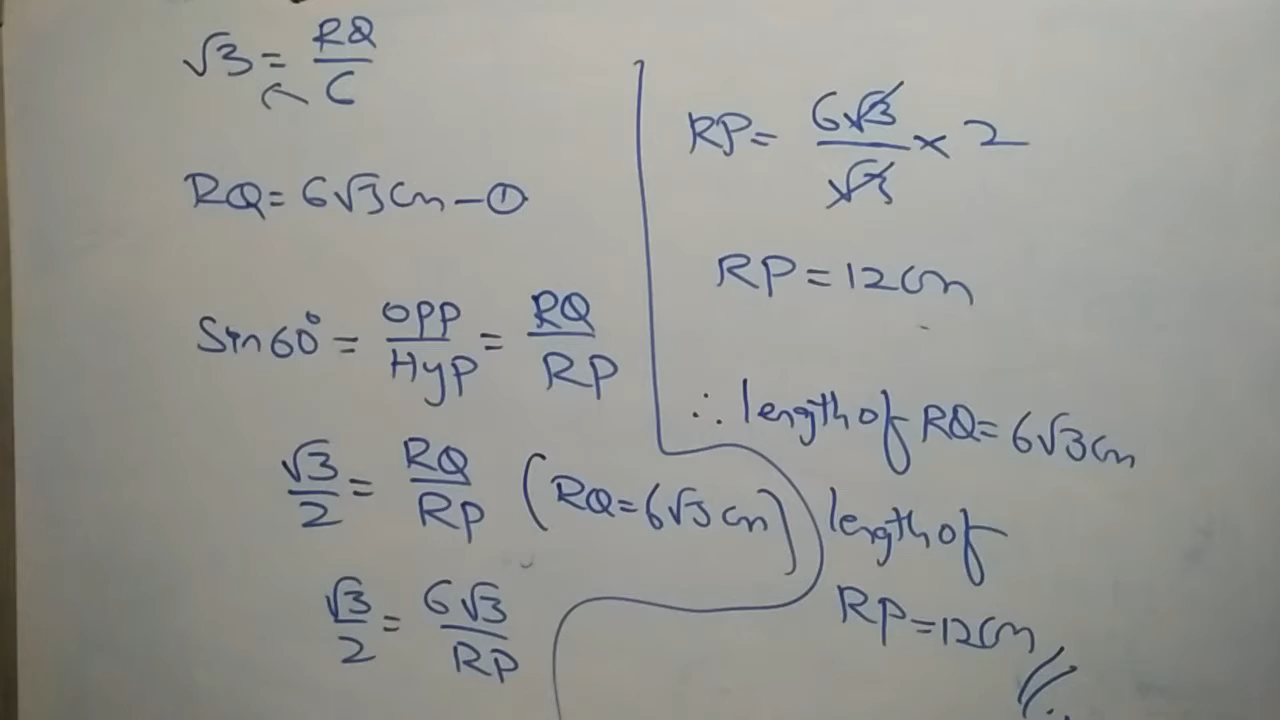 √3 = RQ/6
RQ = 6√3 cm – ①
Sin 60° = opp/Hyp = RQ/RP
√3/2 = RQ/RP (RQ = 6√3 cm)
√3/2 = 6√3/RP
RP = 6√3/√3 × 2
RP = 12 cm
∴ length of RQ = 6√3 cm
length of
RP = 12 cm //.